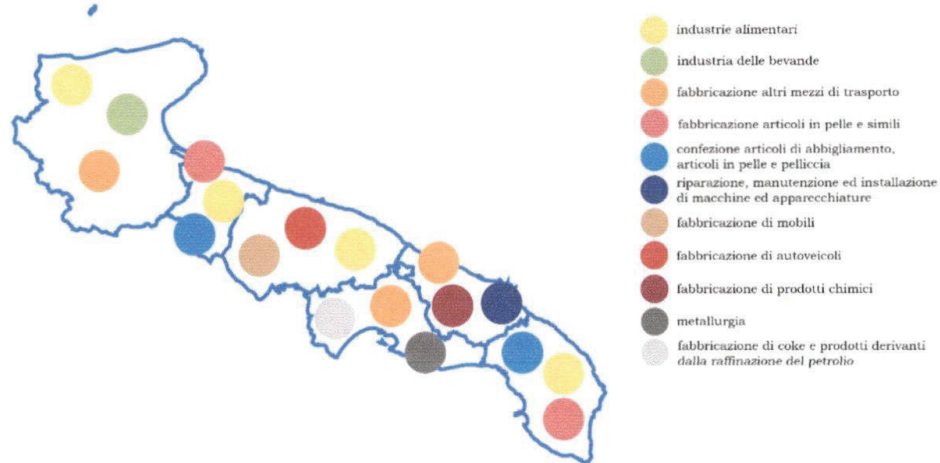 industrie alimentari
industria delle bevande
fabbricazione altri mezzi di trasporto
fabbricazione articoli in pelle e simili
confezione articoli di abbigliamento,
articoli in pelle e pelliccia
riparazione, manutenzione ed installazione
di macchine ed apparecchiature
fabbricazione di mobili
fabbricazione di autoveicoli
fabbricazione di prodotti chimici
metallurgia
fabbricazione di coke e prodotti derivanti
dalla raffinazione del petrolio